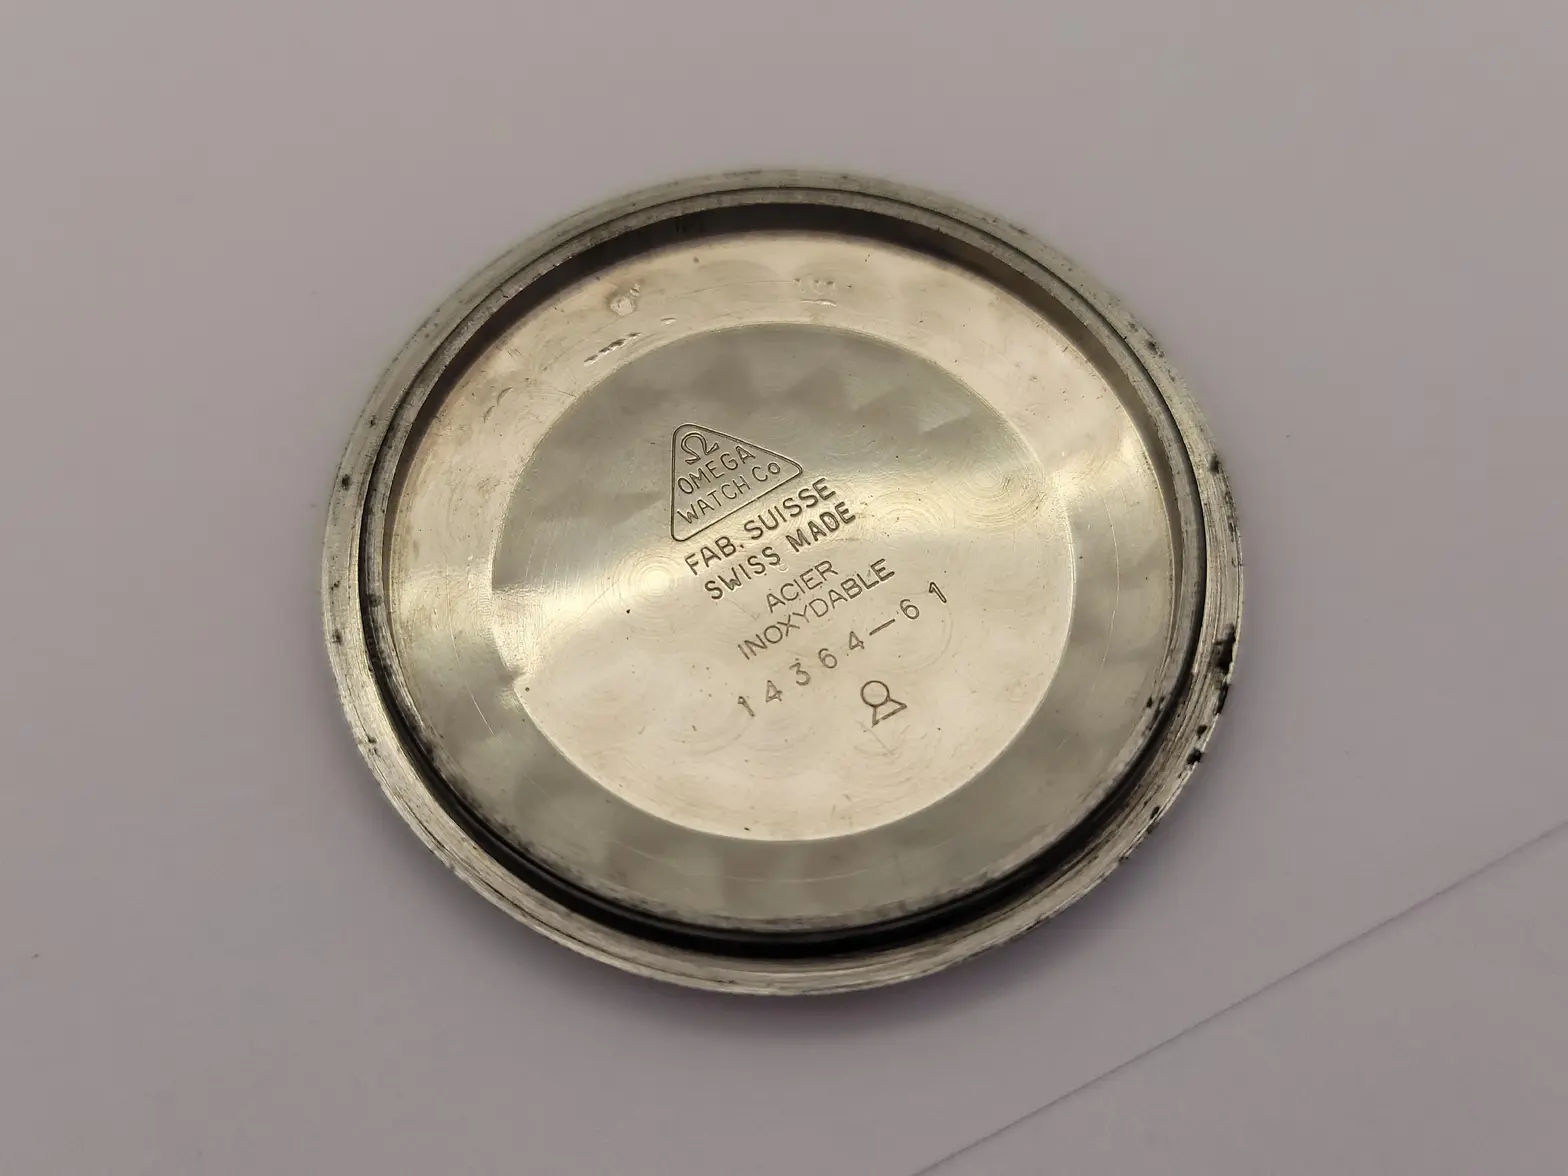 Ω
OMEGA
WATCH Co
FAB. SUISSE
SWISS MADE
ACIER
INOXYDABLE
14364-61